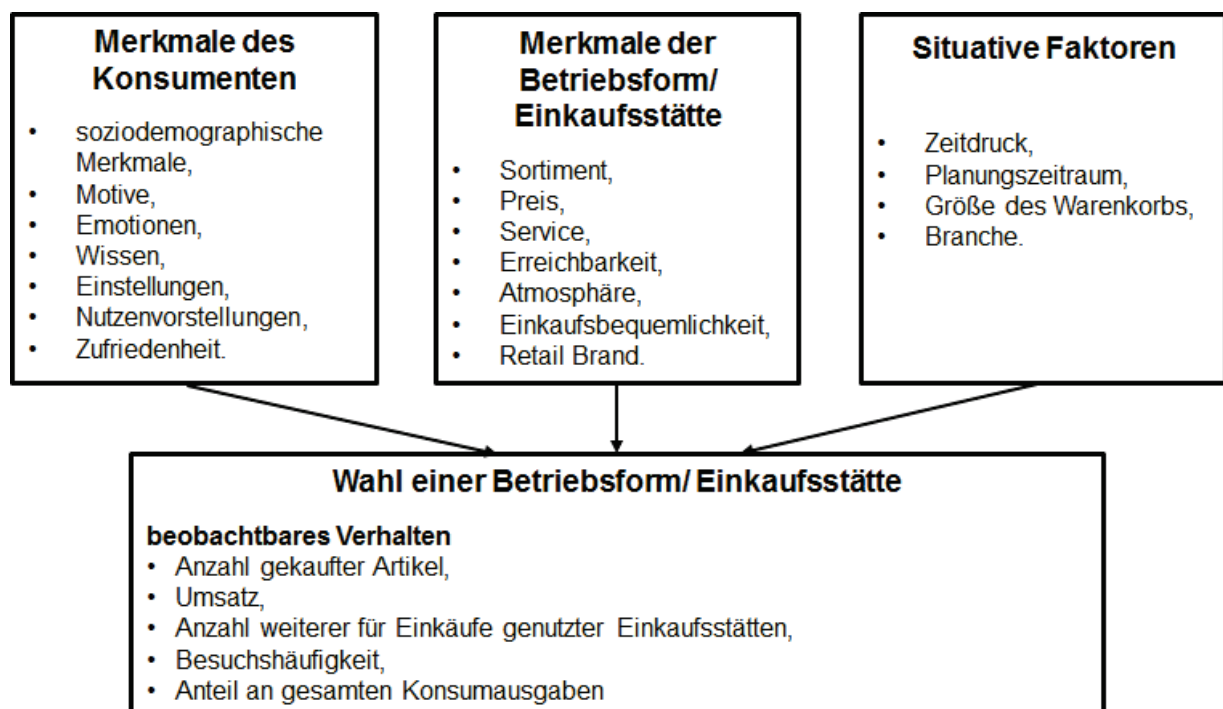 Merkmale des
Konsumenten
• soziodemographische
Merkmale,
• Motive,
• Emotionen,
• Wissen,
• Einstellungen,
• Nutzenvorstellungen,
• Zufriedenheit.
Merkmale der
Betriebsform/
Einkaufsstätte
• Sortiment,
• Preis,
• Service,
• Erreichbarkeit,
• Atmosphäre,
• Einkaufsbequemlichkeit,
• Retail Brand.
Situative Faktoren
• Zeitdruck,
• Planungszeitraum,
• Größe des Warenkorbs,
• Branche.
Wahl einer Betriebsform/ Einkaufsstätte
beobachtbares Verhalten
• Anzahl gekaufter Artikel,
• Umsatz,
• Anzahl weiterer für Einkäufe genutzter Einkaufsstätten,
• Besuchshäufigkeit,
• Anteil an gesamten Konsumausgaben